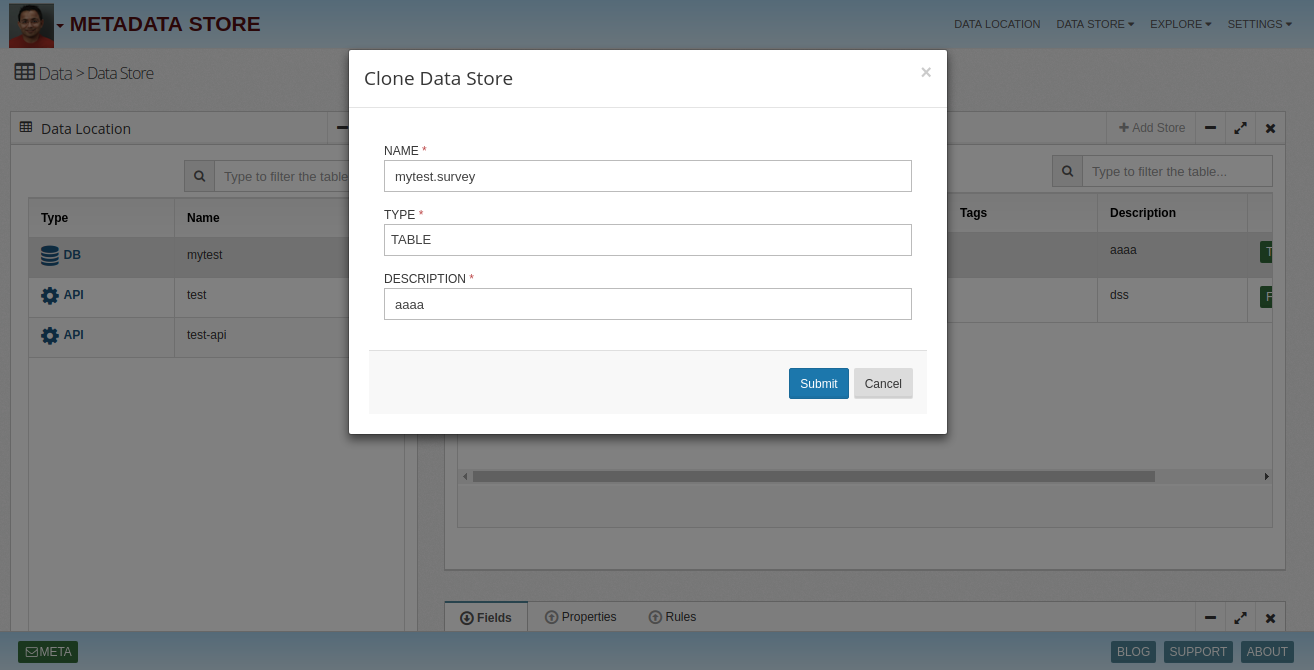 METADATA STORE
DATA LOCATION DATA STORE EXPLORE SETTINGS
Data > Data Store
Clone Data Store
×
NAME *
mytest.survey
TYPE *
TABLE
DESCRIPTION *
aaaa
Submit Cancel
Data Location
Type to filter the table
Type Name
DB mytest
API test
API test-api
Add Store
Type to filter the table...
Tags Description
aaaa T
dss F
Fields Properties Rules
META
BLOG SUPPORT ABOUT